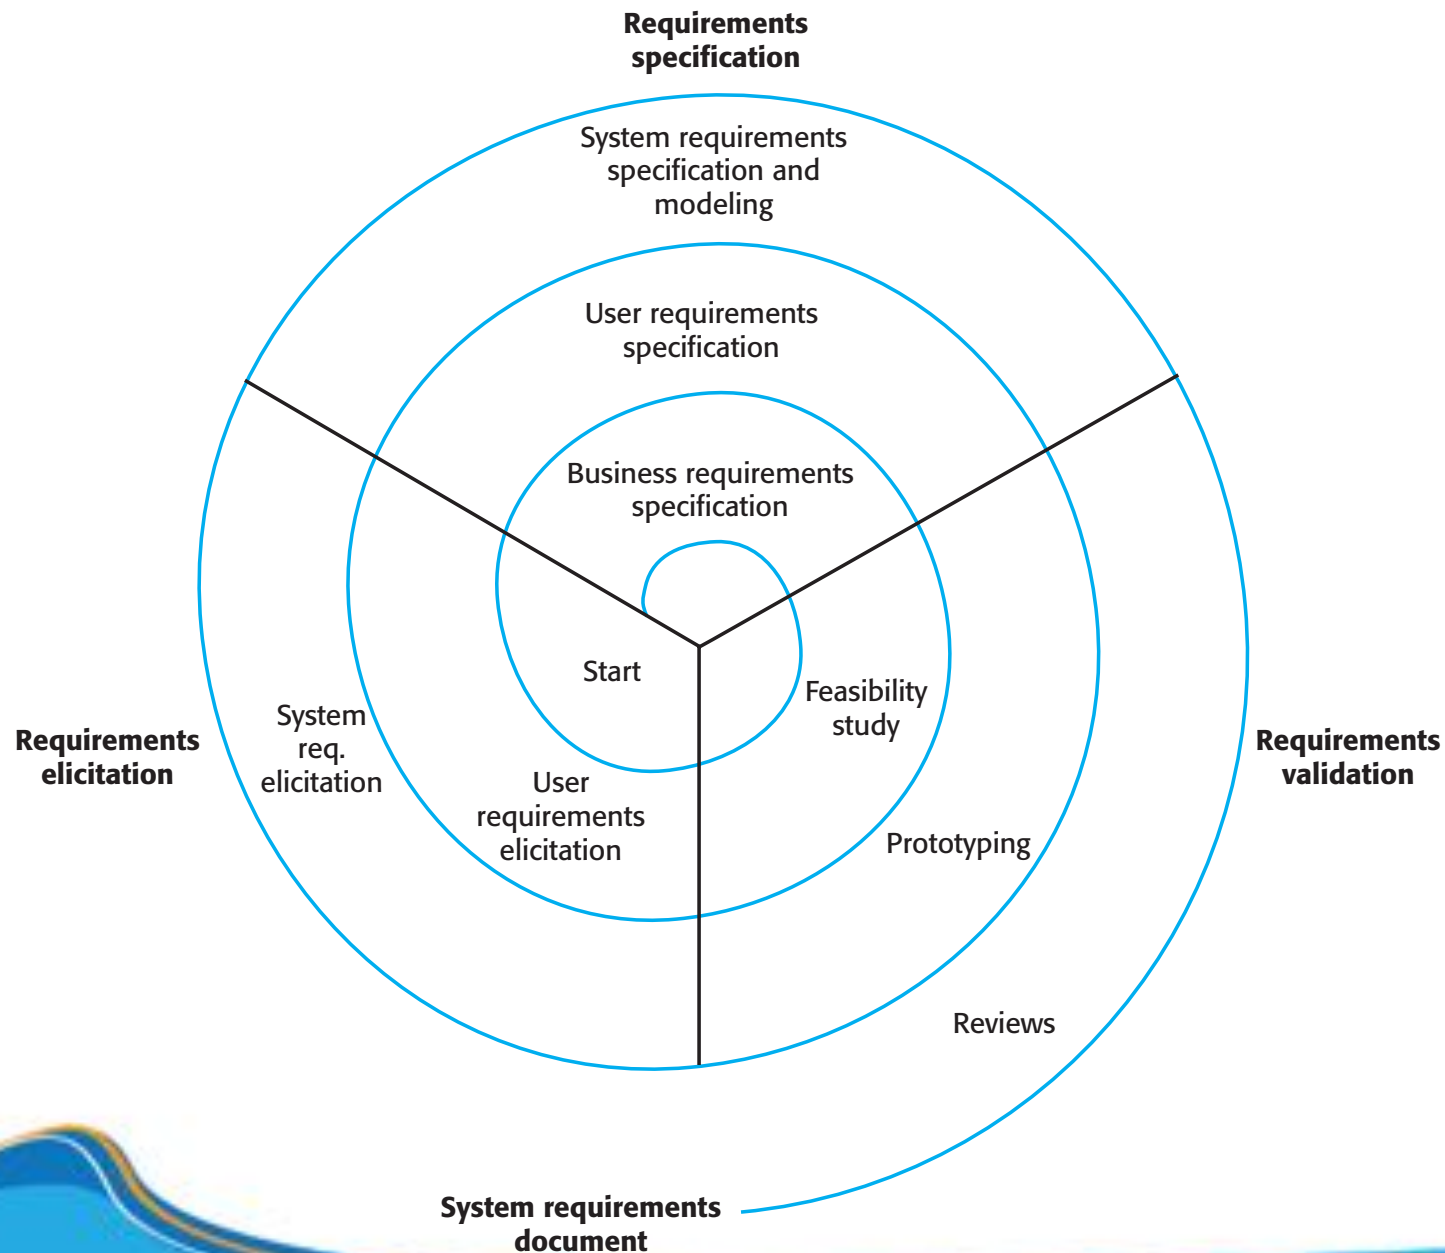 Requirements
specification
System requirements
specification and
modeling
User requirements
specification
Business requirements
specification
Start
Feasibility
study
System
req.
elicitation
Requirements
elicitation
Requirements
validation
User
requirements
elicitation
Prototyping
Reviews
System requirements
document